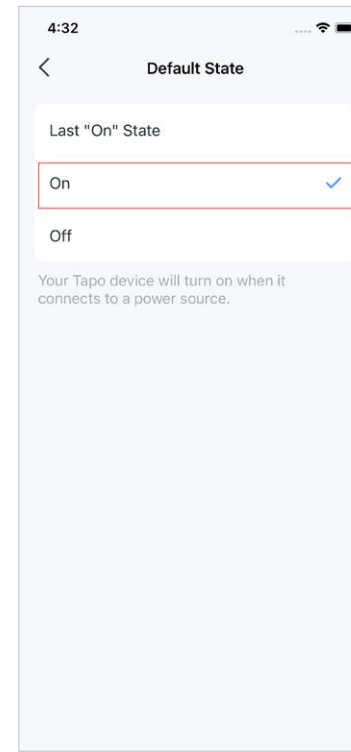 4:32
Default State
Last "On" State
On
Off
Your Tapo device will turn on when it
connects to a power source.